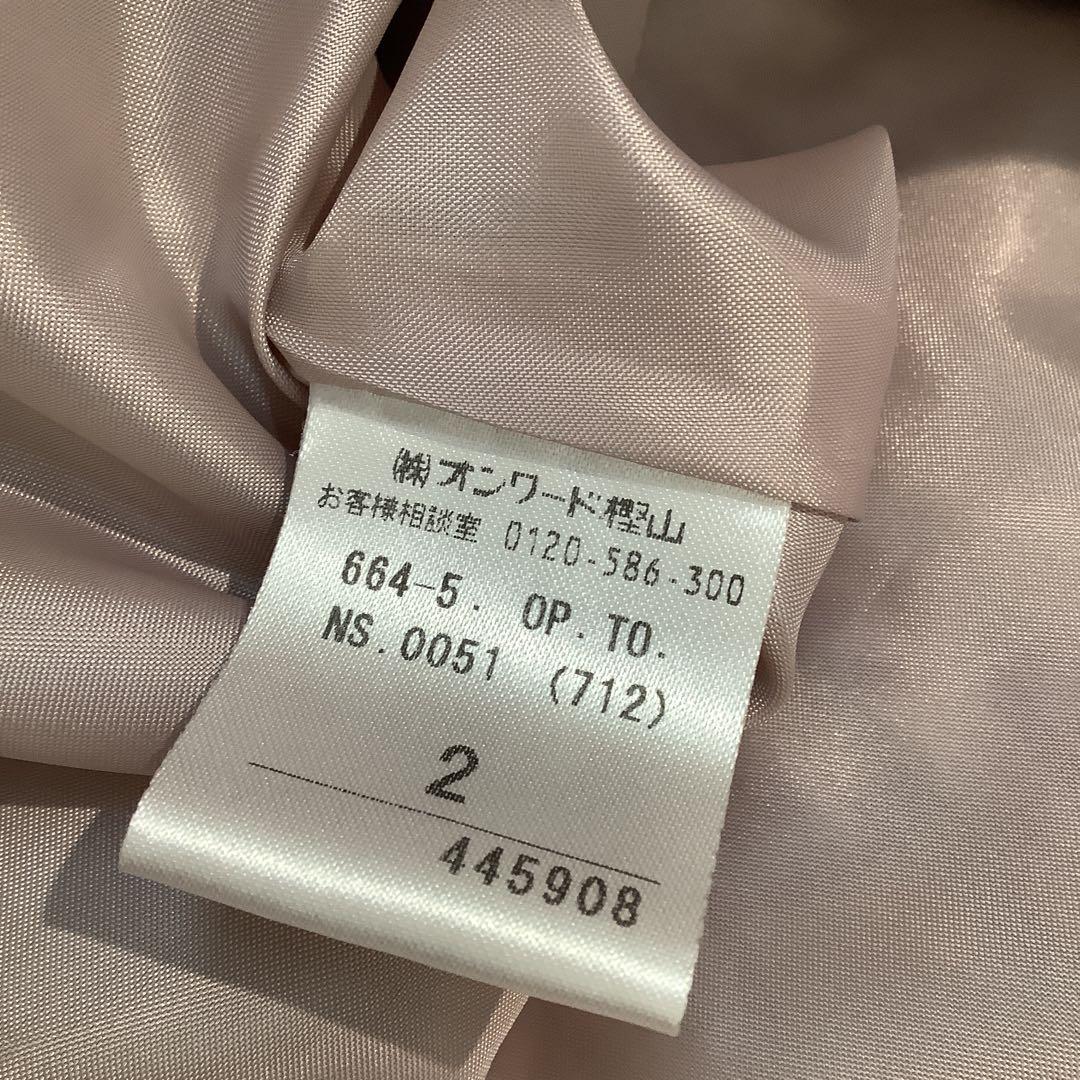 (株)オンワード樫山
お客様相談室 0120-586-300
664-5. OP. TO.
NS.0051 (712)
2
445908